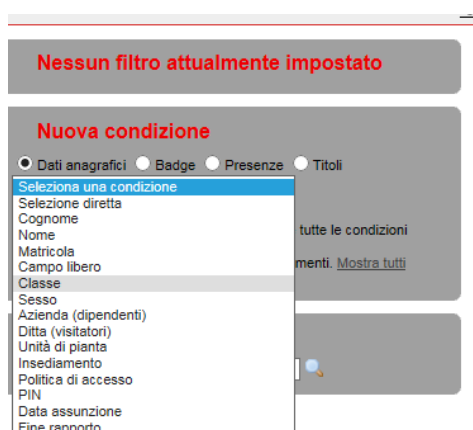 Nessun filtro attualmente impostato
Nuova condizione
Dati anagrafici Badge Presenze Titoli
Seleziona una condizione
Selezione diretta
Cognome
Nome
tutte le condizioni
Matricola
Campo libero
menti. Mostra tutti
Classe
Sesso
Azienda (dipendenti)
Ditta (visitatori)
Unità di pianta
Insediamento
Politica di accesso
PIN
Data assunzione
Fine rapporto